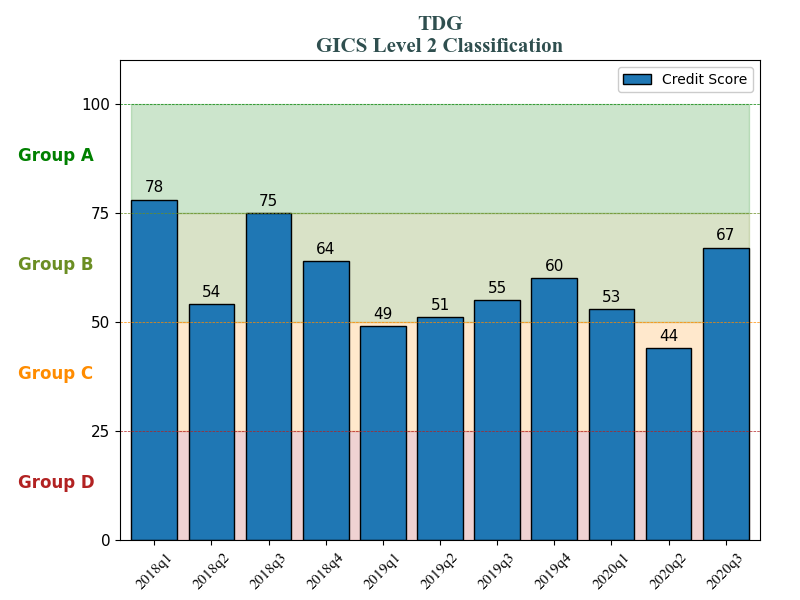 TDG
GICS Level 2 Classification
Credit Score
100
Group A
78
75
75
Group B
67
64
60
54
55
53
51
50
49
44
Group C
25
Group D
0
2018q1
2018q2
2018q3
2018q4
2019q1
2019q2
2019q3
2019q4
2020q1
2020q2
2020q3